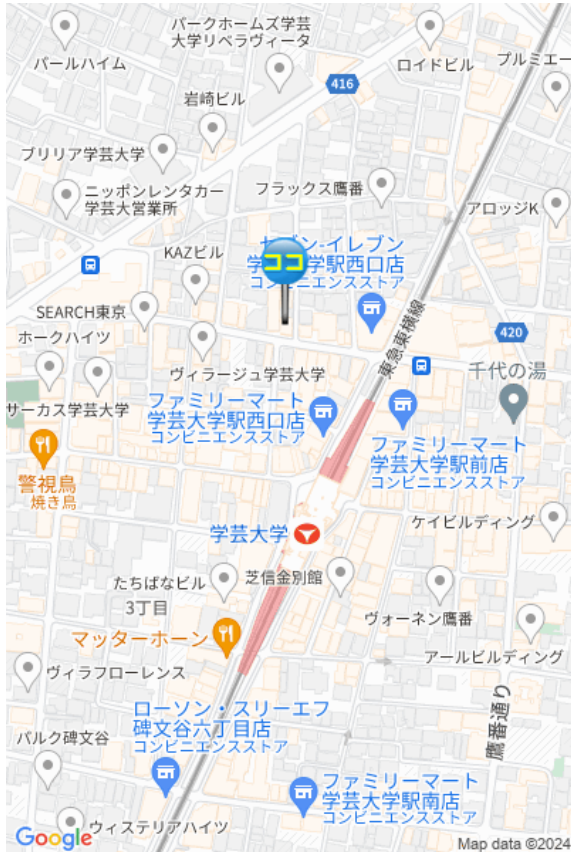 パークホームズ学芸
大学リベラヴィータ
パールハイム
ロイドビル
プルミエー
416
岩崎ビル
ブリリア学芸大学
ニッポンレンタカー
学芸大営業所
フラックス鷹番
アロッジK
セブン-イレブン
学
学駅西口店
コンビニエンスストア
ココ
KAZビル
SEARCH東京
ホークハイツ
東急東横線
420
ヴィラージュ学芸大学
千代の湯
サーカス学芸大学
ファミリーマート
学芸大学駅西口店
コンビニエンスストア
ファミリーマート
学芸大学駅前店
コンビニエンスストア
警視鳥
焼き鳥
学芸大学
ケイビルディング
たちばなビル
芝信金別館
3丁目
ヴォーネン鷹番
マッターホーン
アールビルディング
ヴィラフローレンス
鷹番通り
ローソン・スリーエフ
碑文谷六丁目店
コンビニエンスストア
パルク碑文谷
ファミリーマート
学芸大学駅南店
コンビニエンスストア
ウィステリアハイツ
Google
Map data ©2024